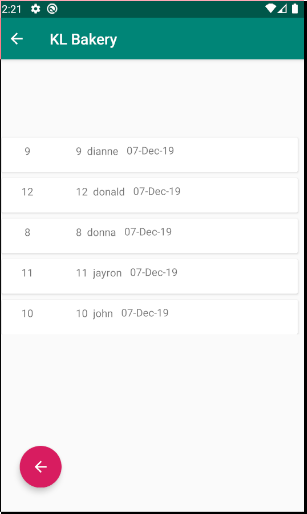 2:21
KL Bakery
9 9 dianne 07-Dec-19
12 12 donald 07-Dec-19
8 8 donna 07-Dec-19
11 11 jayron 07-Dec-19
10 10 john 07-Dec-19